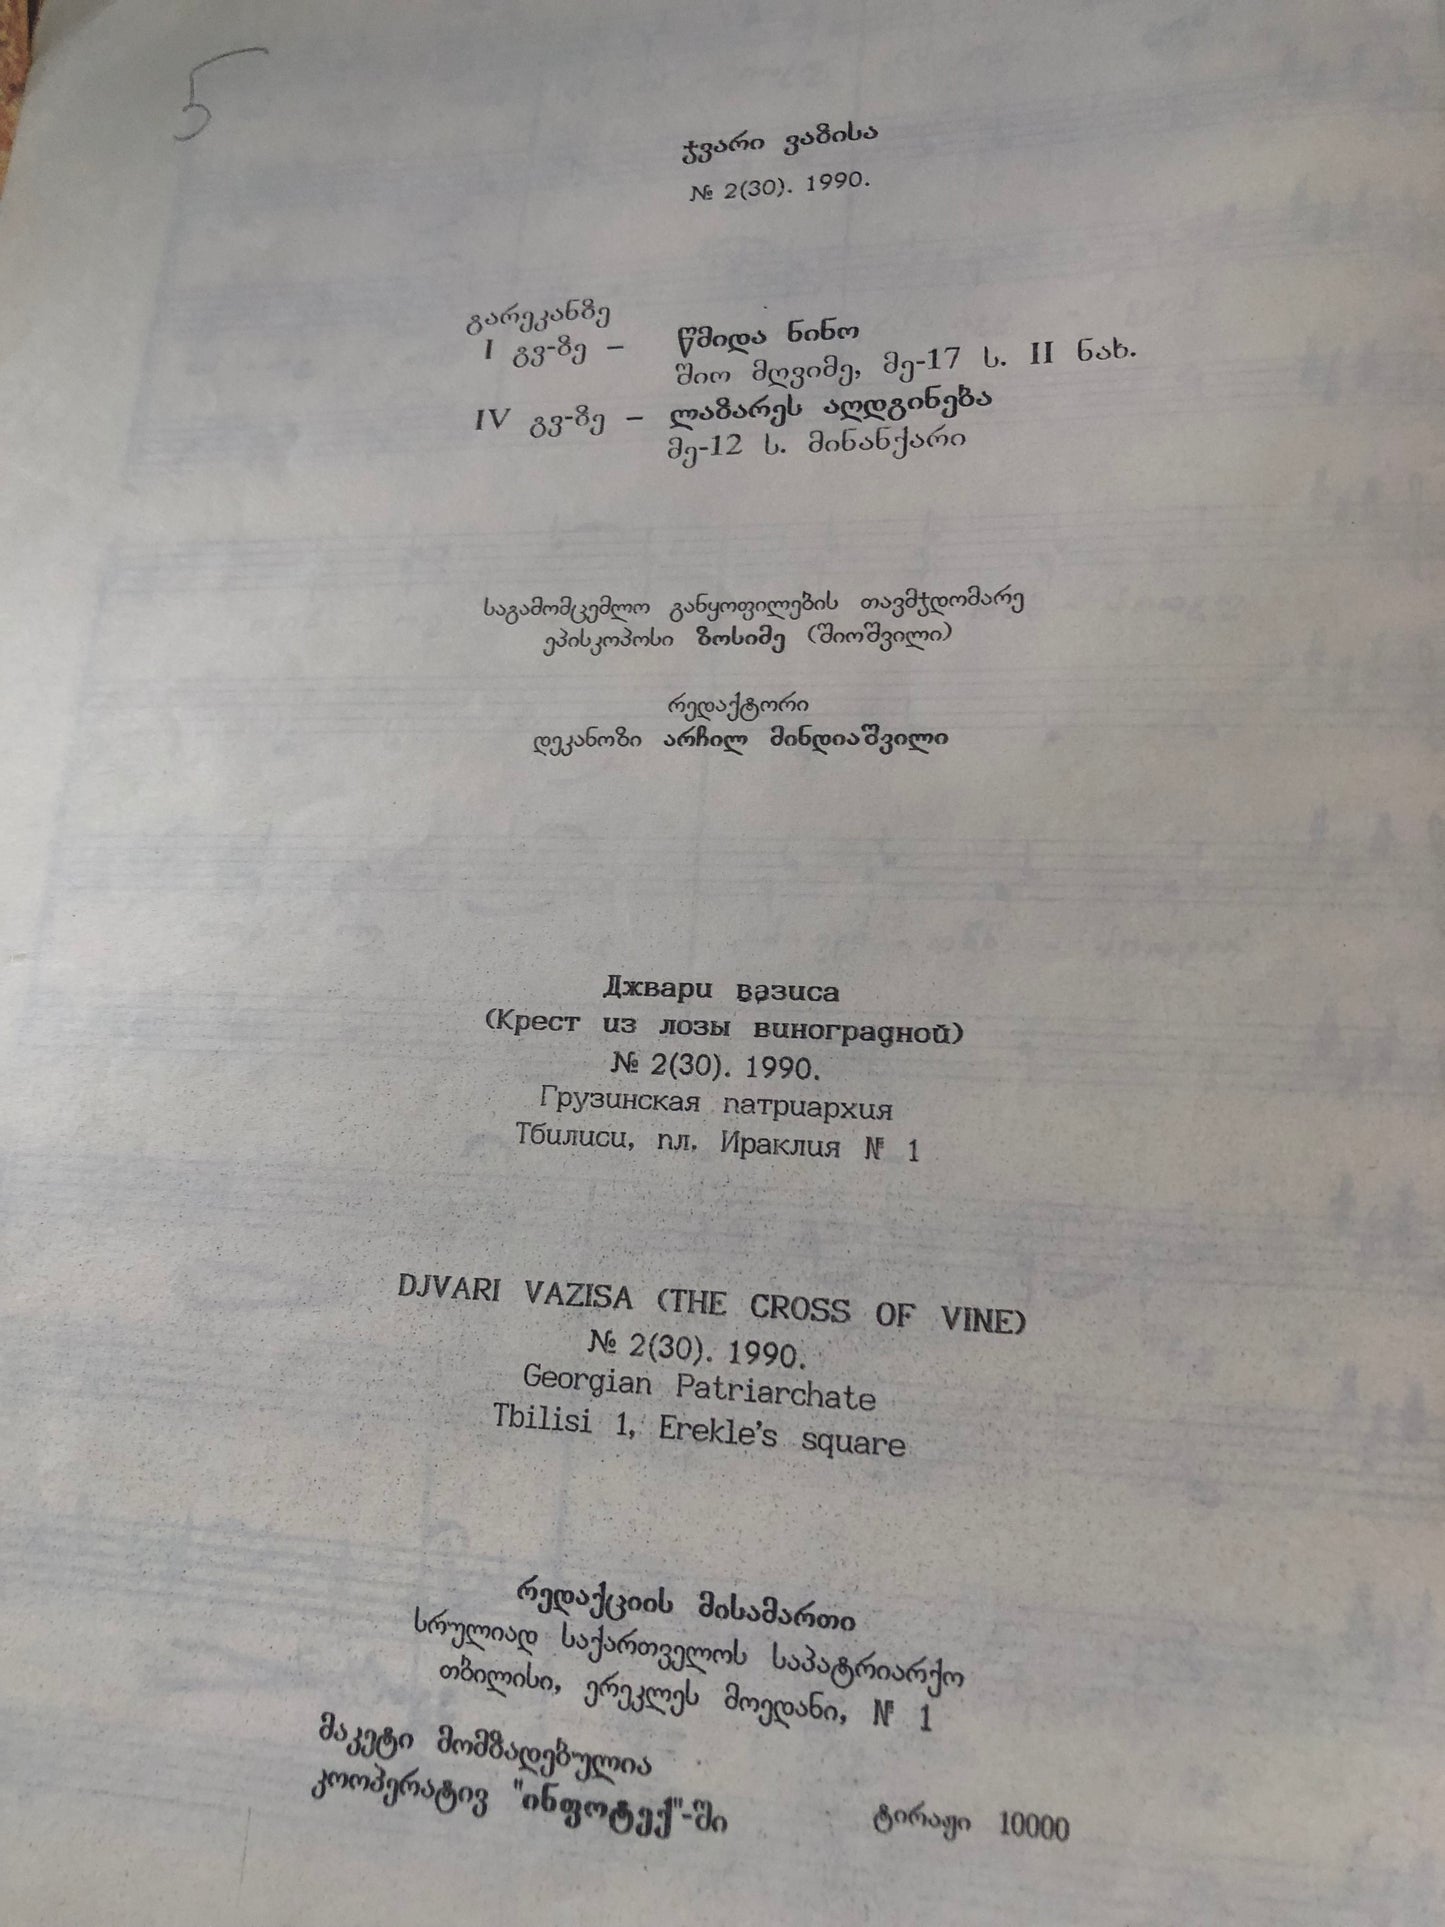 5
ჯვარი ვაზისა
№ 2(30). 1990.
გარეკანზე
I გვ-ზე – წმიდა ნინო
შიო მღვიმე, მე-17 ს. II ნახ.
IV გვ-ზე – ლაზარეს აღდგინება
მე-12 ს. მინანქარი
საგამომცემლო განყოფილების თავმჯდომარე
ეპისკოპოსი ზოსიმე (შიოშვილი)
რედაქტორი
დეკანოზი არჩილ მინდიაშვილი
Джвари вазиса
(Крест из лозы виноградной)
№ 2(30). 1990.
Грузинская патриархия
Тбилиси, пл. Ираклия № 1
DJVARI VAZISA (THE CROSS OF VINE)
№ 2(30). 1990.
Georgian Patriarchate
Tbilisi 1, Erekle's square
რედაქციის მისამართი
სრულიად საქართველოს საპატრიარქო
თბილისი, ერეკლეს მოედანი, № 1
მაკეტი მომზადებულია
კოოპერატივ "ინფოტექ"-ში ტირაჟი 10000